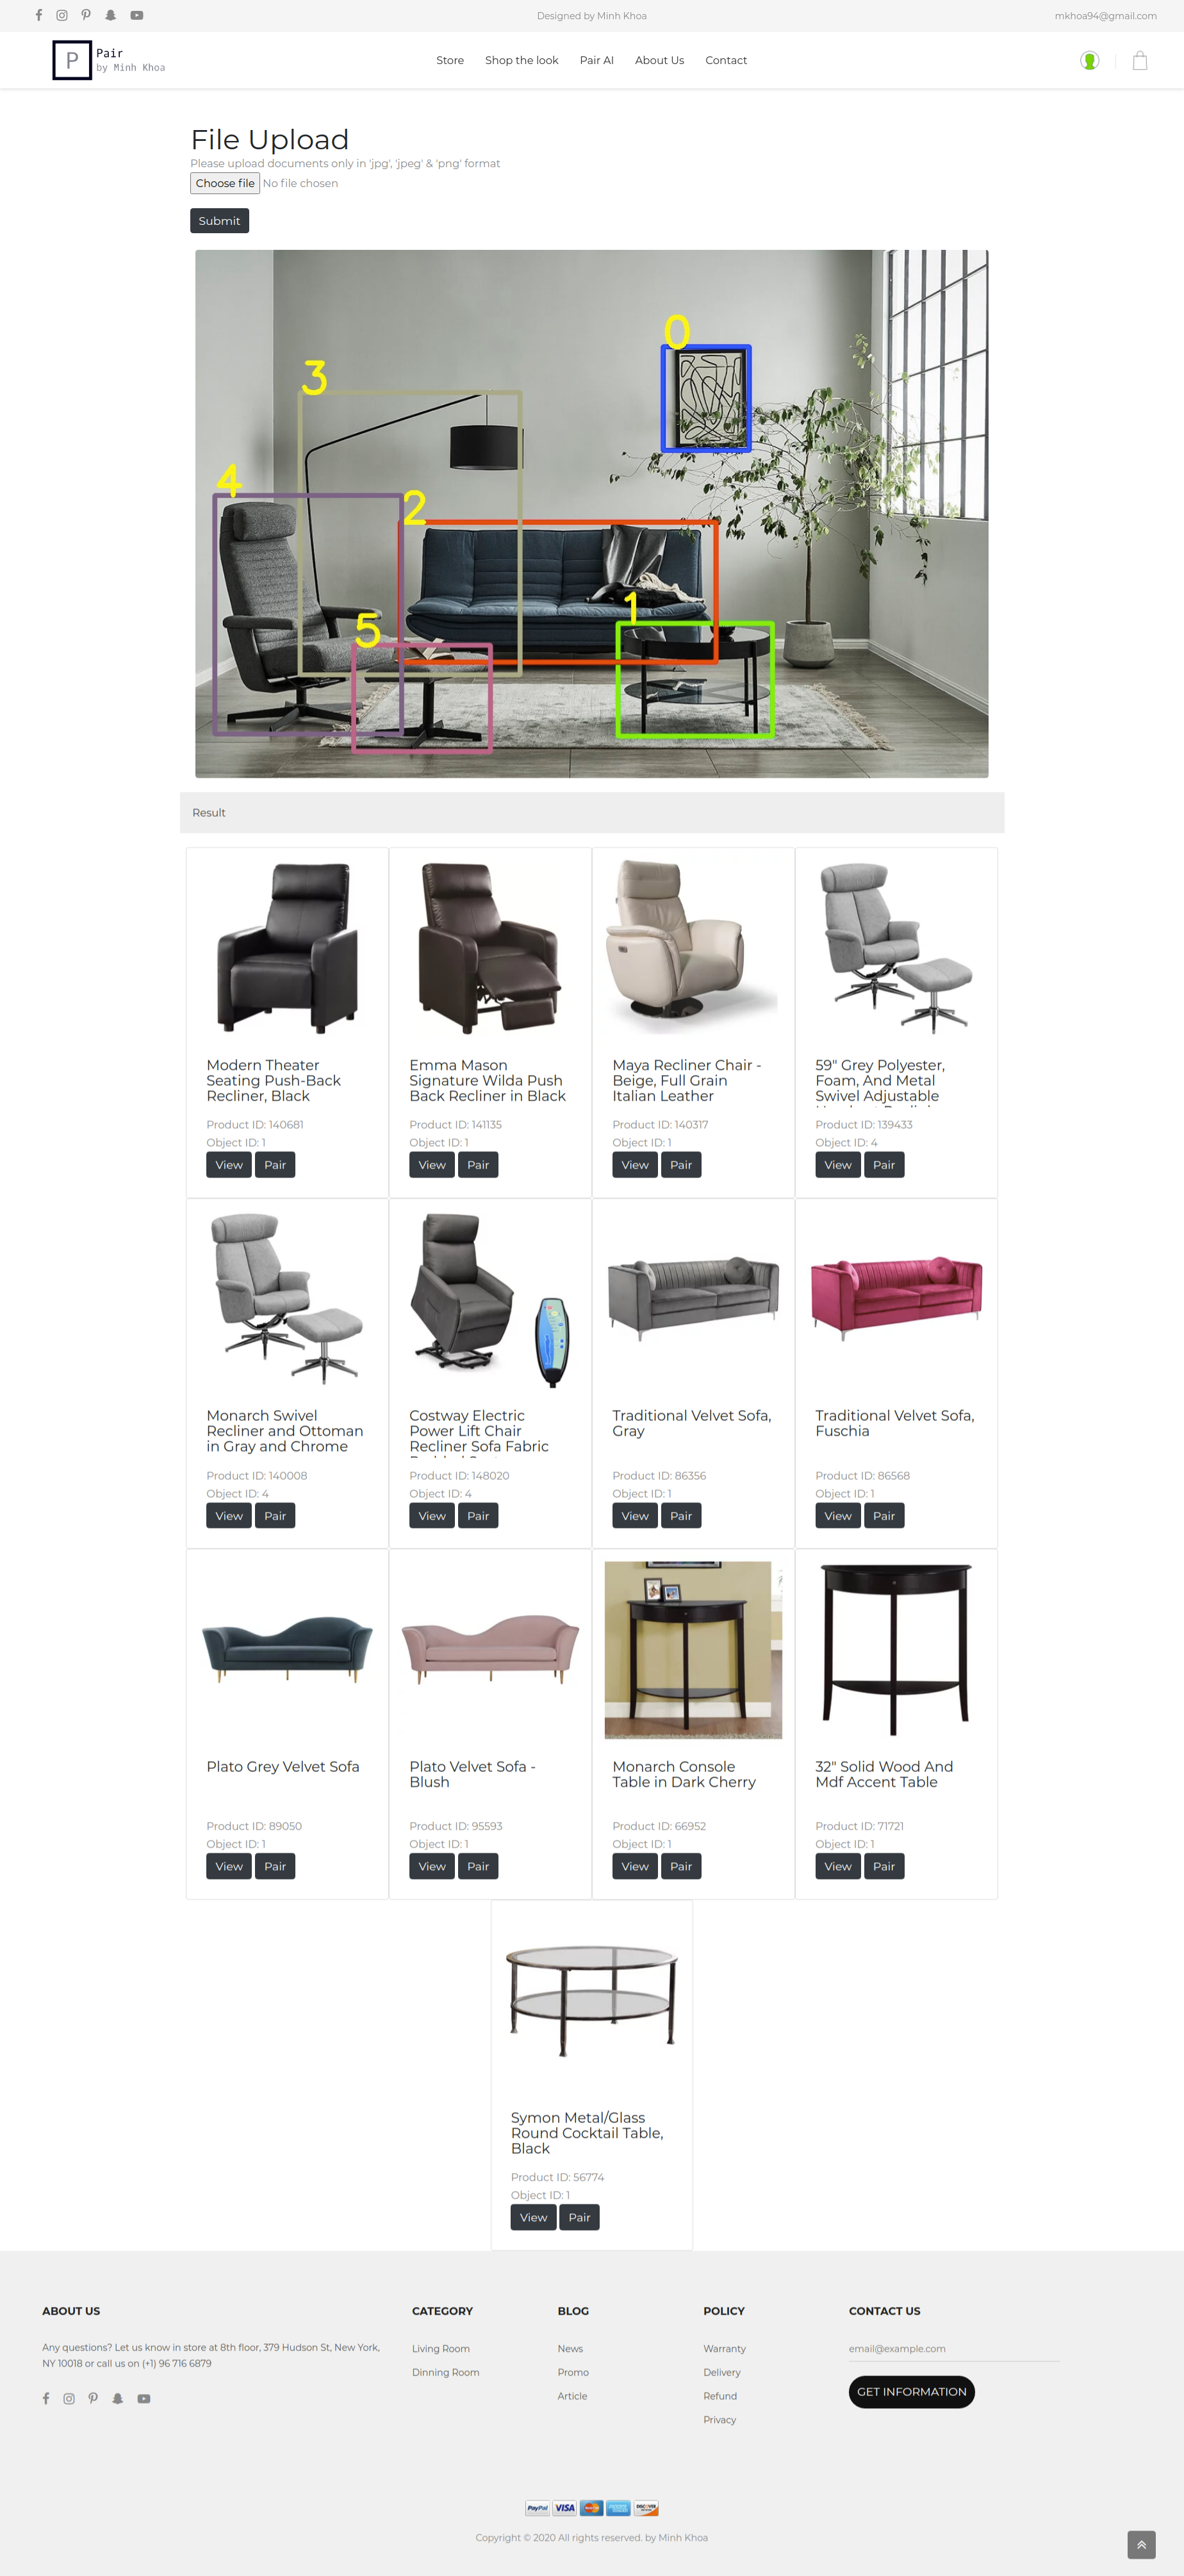 Designed by Minh Khoa
mkhoa94@gmail.com
P
Pair
by Minh Khoa
Store
Shop the look
Pair AI
About Us
Contact
File Upload
Please upload documents only in 'jpg', 'jpeg' & 'png' format
Choose file No file chosen
Submit
0
3
4
2
1
5
Result
Modern Theater
Seating Push-Back
Recliner, Black
Product ID: 140681
Object ID: 1
View Pair
Emma Mason
Signature Wilda Push
Back Recliner in Black
Product ID: 141135
Object ID: 1
View Pair
Maya Recliner Chair -
Beige, Full Grain
Italian Leather
Product ID: 140317
Object ID: 1
View Pair
59" Grey Polyester,
Foam, And Metal
Swivel Adjustable
Product ID: 139433
Object ID: 4
View Pair
Monarch Swivel
Recliner and Ottoman
in Gray and Chrome
Product ID: 140008
Object ID: 4
View Pair
Costway Electric
Power Lift Chair
Recliner Sofa Fabric
Product ID: 148020
Object ID: 4
View Pair
Traditional Velvet Sofa,
Gray
Product ID: 86356
Object ID: 1
View Pair
Traditional Velvet Sofa,
Fuschia
Product ID: 86568
Object ID: 1
View Pair
Plato Grey Velvet Sofa
Product ID: 89050
Object ID: 1
View Pair
Plato Velvet Sofa -
Blush
Product ID: 95593
Object ID: 1
View Pair
Monarch Console
Table in Dark Cherry
Product ID: 66952
Object ID: 1
View Pair
32" Solid Wood And
Mdf Accent Table
Product ID: 71721
Object ID: 1
View Pair
Symon Metal/Glass
Round Cocktail Table,
Black
Product ID: 56774
Object ID: 1
View Pair
ABOUT US
Any questions? Let us know in store at 8th floor, 379 Hudson St, New York,
NY 10018 or call us on (+1) 96 716 6879
CATEGORY
Living Room
Dinning Room
BLOG
News
Promo
Article
POLICY
Warranty
Delivery
Refund
Privacy
CONTACT US
email@example.com
GET INFORMATION
PayPal
VISA
DISCOVER
Copyright © 2020 All rights reserved. by Minh Khoa